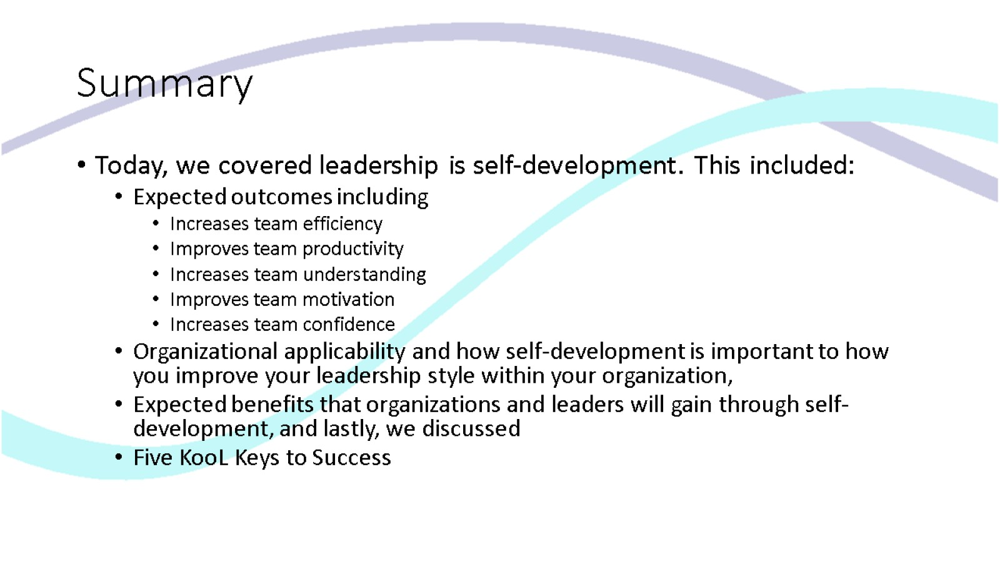 Summary
• Today, we covered leadership is self-development. This included:
• Expected outcomes including
• Increases team efficiency
• Improves team productivity
• Increases team understanding
• Improves team motivation
• Increases team confidence
• Organizational applicability and how self-development is important to how
you improve your leadership style within your organization,
• Expected benefits that organizations and leaders will gain through self-
development, and lastly, we discussed
• Five KooL Keys to Success